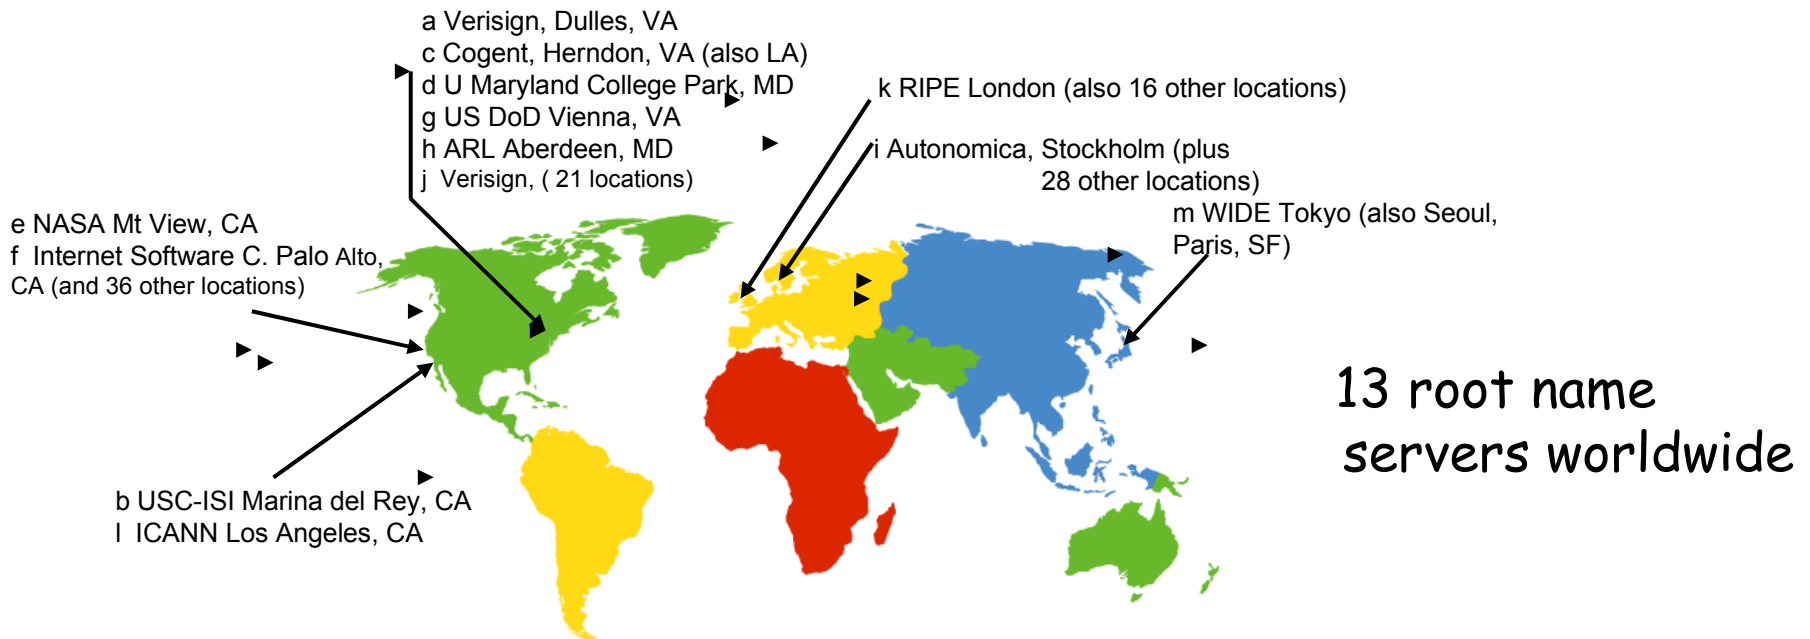 a Verisign, Dulles, VA
c Cogent, Herndon, VA (also LA)
d U Maryland College Park, MD
g US DoD Vienna, VA
h ARL Aberdeen, MD
j Verisign, ( 21 locations)
k RIPE London (also 16 other locations)
i Autonomica, Stockholm (plus
28 other locations)
m WIDE Tokyo (also Seoul,
Paris, SF)
e NASA Mt View, CA
f Internet Software C. Palo Alto,
CA (and 36 other locations)
b USC-ISI Marina del Rey, CA
l ICANN Los Angeles, CA
13 root name
servers worldwide